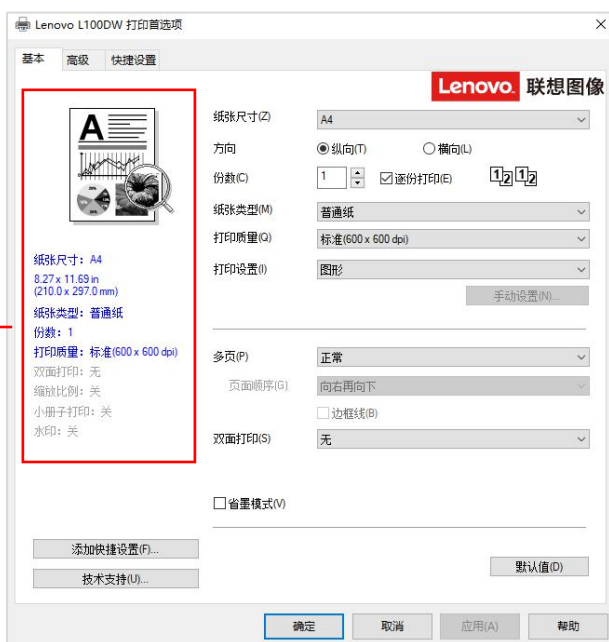 Lenovo L100DW 打印首选项
基本 高级 快捷设置
Lenovo. 联想图像
A
纸张尺寸：A4
8.27 x 11.69 in
(210.0 x 297.0 mm)
纸张类型：普通纸
份数：1
打印质量：标准(600 x 600 dpi)
双面打印：无
缩放比例：关
小册子打印：关
水印：关
纸张尺寸(Z) A4
方向 纵向(T) 横向(L)
份数(C) 1 逐份打印(E) 1 2 1 2
纸张类型(M) 普通纸
打印质量(Q) 标准(600 x 600 dpi)
打印设置(I) 图形
手动设置(N)...
多页(P) 正常
页面顺序(G) 向右再向下
边框线(B)
双面打印(S) 无
省墨模式(V)
添加快捷设置(F)...
技术支持(U)...
默认值(D)
确定 取消 应用(A) 帮助